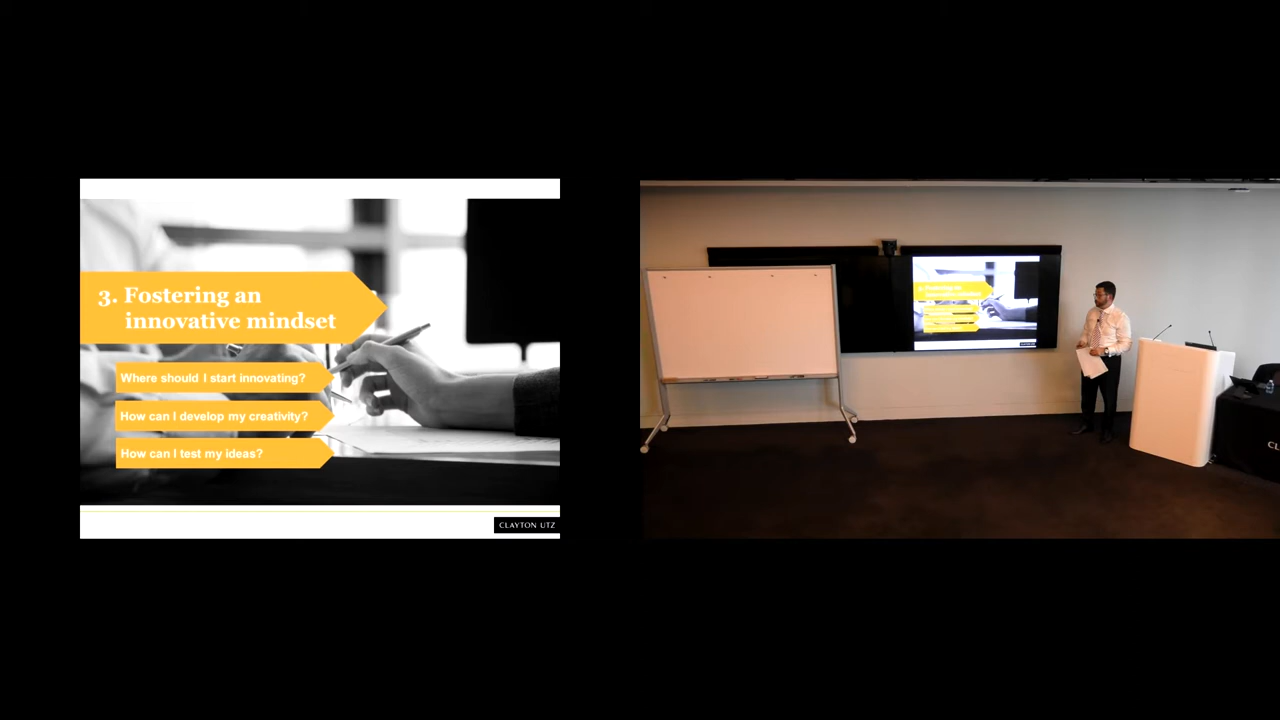 3. Fostering an
innovative mindset
Where should I start innovating?
How can I develop my creativity?
How can I test my ideas?
CLAYTON UTZ